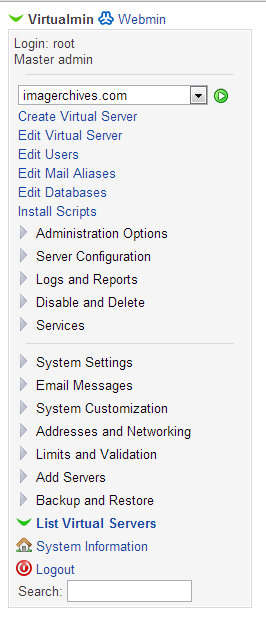 Virtualmin Webmin
Login: root
Master admin
imagerchives.com
Create Virtual Server
Edit Virtual Server
Edit Users
Edit Mail Aliases
Edit Databases
Install Scripts
Administration Options
Server Configuration
Logs and Reports
Disable and Delete
Services
System Settings
Email Messages
System Customization
Addresses and Networking
Limits and Validation
Add Servers
Backup and Restore
List Virtual Servers
System Information
Logout
Search: